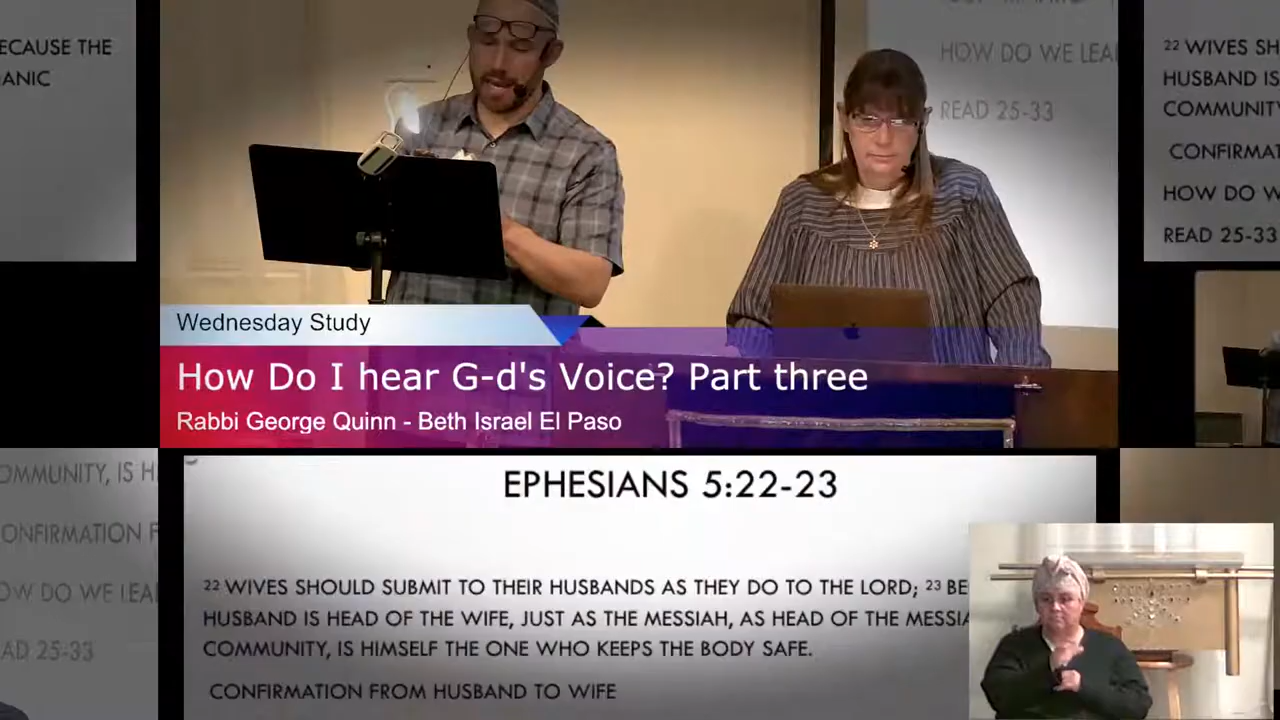 ECAUSE THE
ANIC
HOW DO WE LEA
READ 25-33
22 WIVES SH
HUSBAND IS
COMMUNITY
CONFIRMAT
HOW DO W
READ 25-33
Wednesday Study
How Do I hear G-d's Voice? Part three
Rabbi George Quinn - Beth Israel El Paso
OMMUNITY, IS H
ONFIRMATION F
OW DO WE LEA
AD 25-33
EPHESIANS 5:22-23
22 WIVES SHOULD SUBMIT TO THEIR HUSBANDS AS THEY DO TO THE LORD; 23 BE
HUSBAND IS HEAD OF THE WIFE, JUST AS THE MESSIAH, AS HEAD OF THE MESSIA
COMMUNITY, IS HIMSELF THE ONE WHO KEEPS THE BODY SAFE.
CONFIRMATION FROM HUSBAND TO WIFE